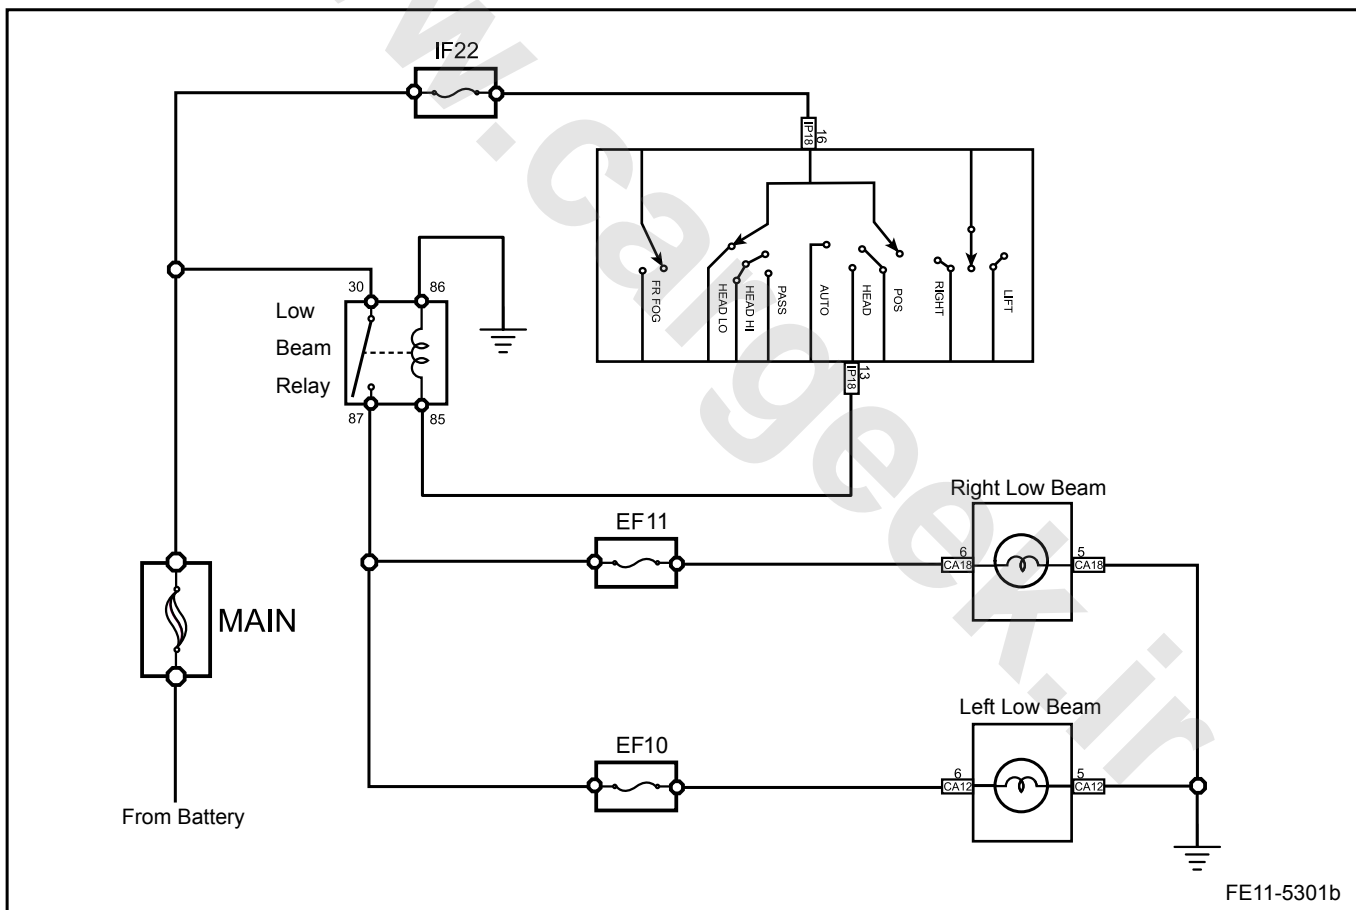 IF22
IP18
16
FR FOG
HEAD LO
HEAD HI
PASS
AUTO
HEAD
POS
RIGHT
LIFT
30
86
Low
Beam
Relay
87
85
IP18
13
Right Low Beam
EF11
6
CA18
5
CA18
MAIN
Left Low Beam
EF10
6
CA12
5
CA12
From Battery
FE11-5301b
w.cargeek.ir